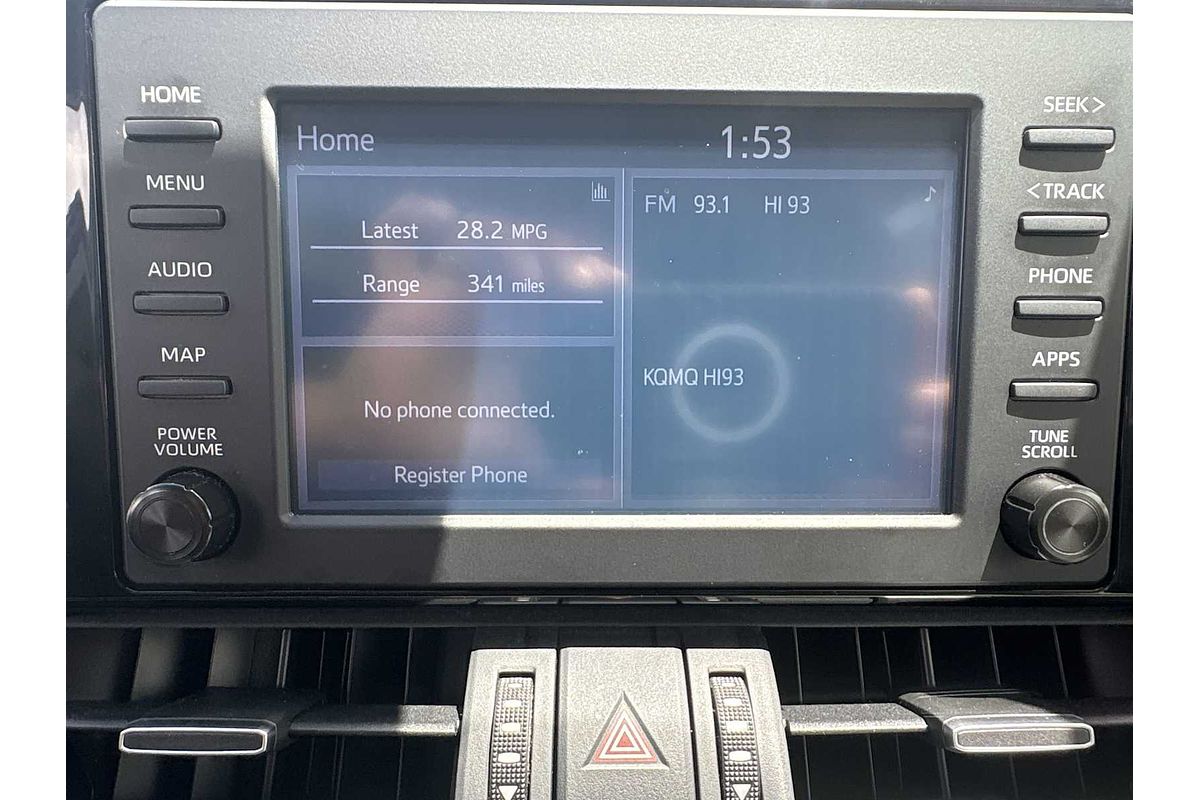 HOME
MENU
AUDIO
MAP
POWER
VOLUME
Home 1:53
Latest 28.2 MPG
Range 341 miles
No phone connected.
Register Phone
FM 93.1 HI 93
KQMQ HI93
SEEK>
<TRACK
PHONE
APPS
TUNE
SCROLL